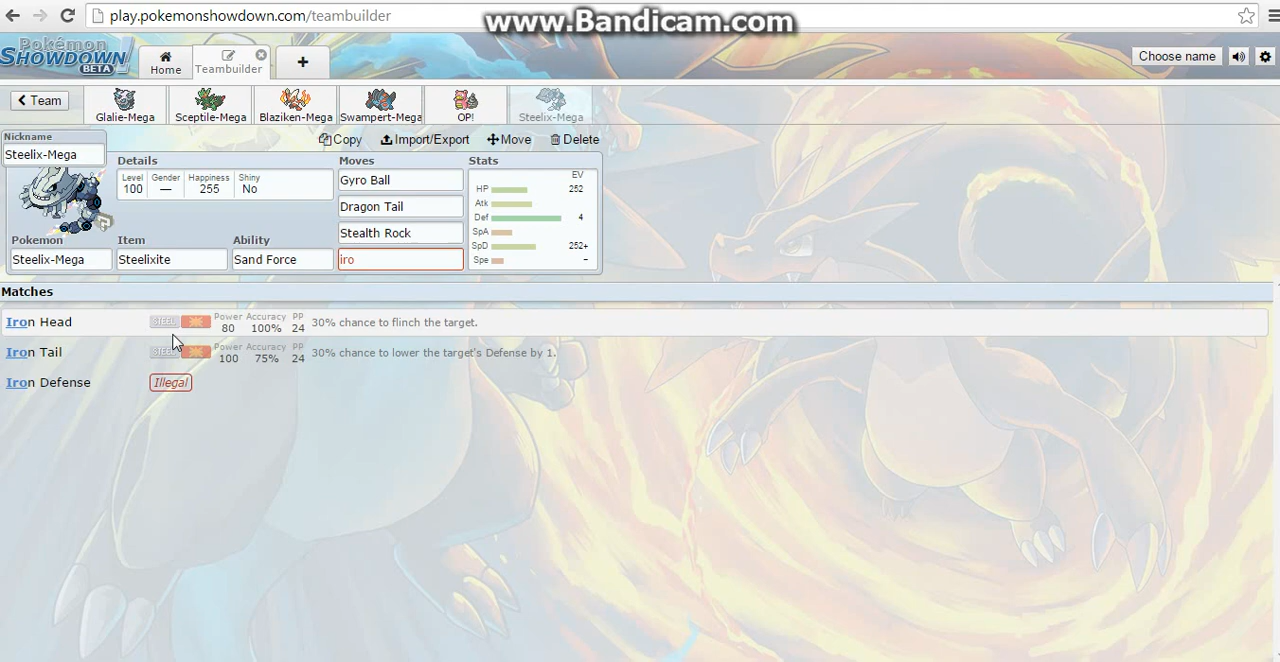 play.pokemonshowdown.com/teambuilder
www.Bandicam.com
Pokémon
SHOWDOWN!
BETA
Home
Teambuilder
+
Choose name
< Team
Glalie-Mega
Sceptile-Mega
Blaziken-Mega
Swampert-Mega
OP!
Steelix-Mega
Copy
Import/Export
Move
Delete
Nickname
Steelix-Mega
Details
Level Gender Happiness Shiny
100 — 255 No
Pokemon
Steelix-Mega
Item
Steelixite
Ability
Sand Force
Moves
Gyro Ball
Dragon Tail
Stealth Rock
iro
Stats
EV
HP 252
Atk
Def 4
SpA
SpD 252+
Spe –
Matches
Iron Head STEEL Power 80 Accuracy 100% PP 24 30% chance to flinch the target.
Iron Tail STEEL Power 100 Accuracy 75% PP 24 30% chance to lower the target's Defense by 1.
Iron Defense Illegal